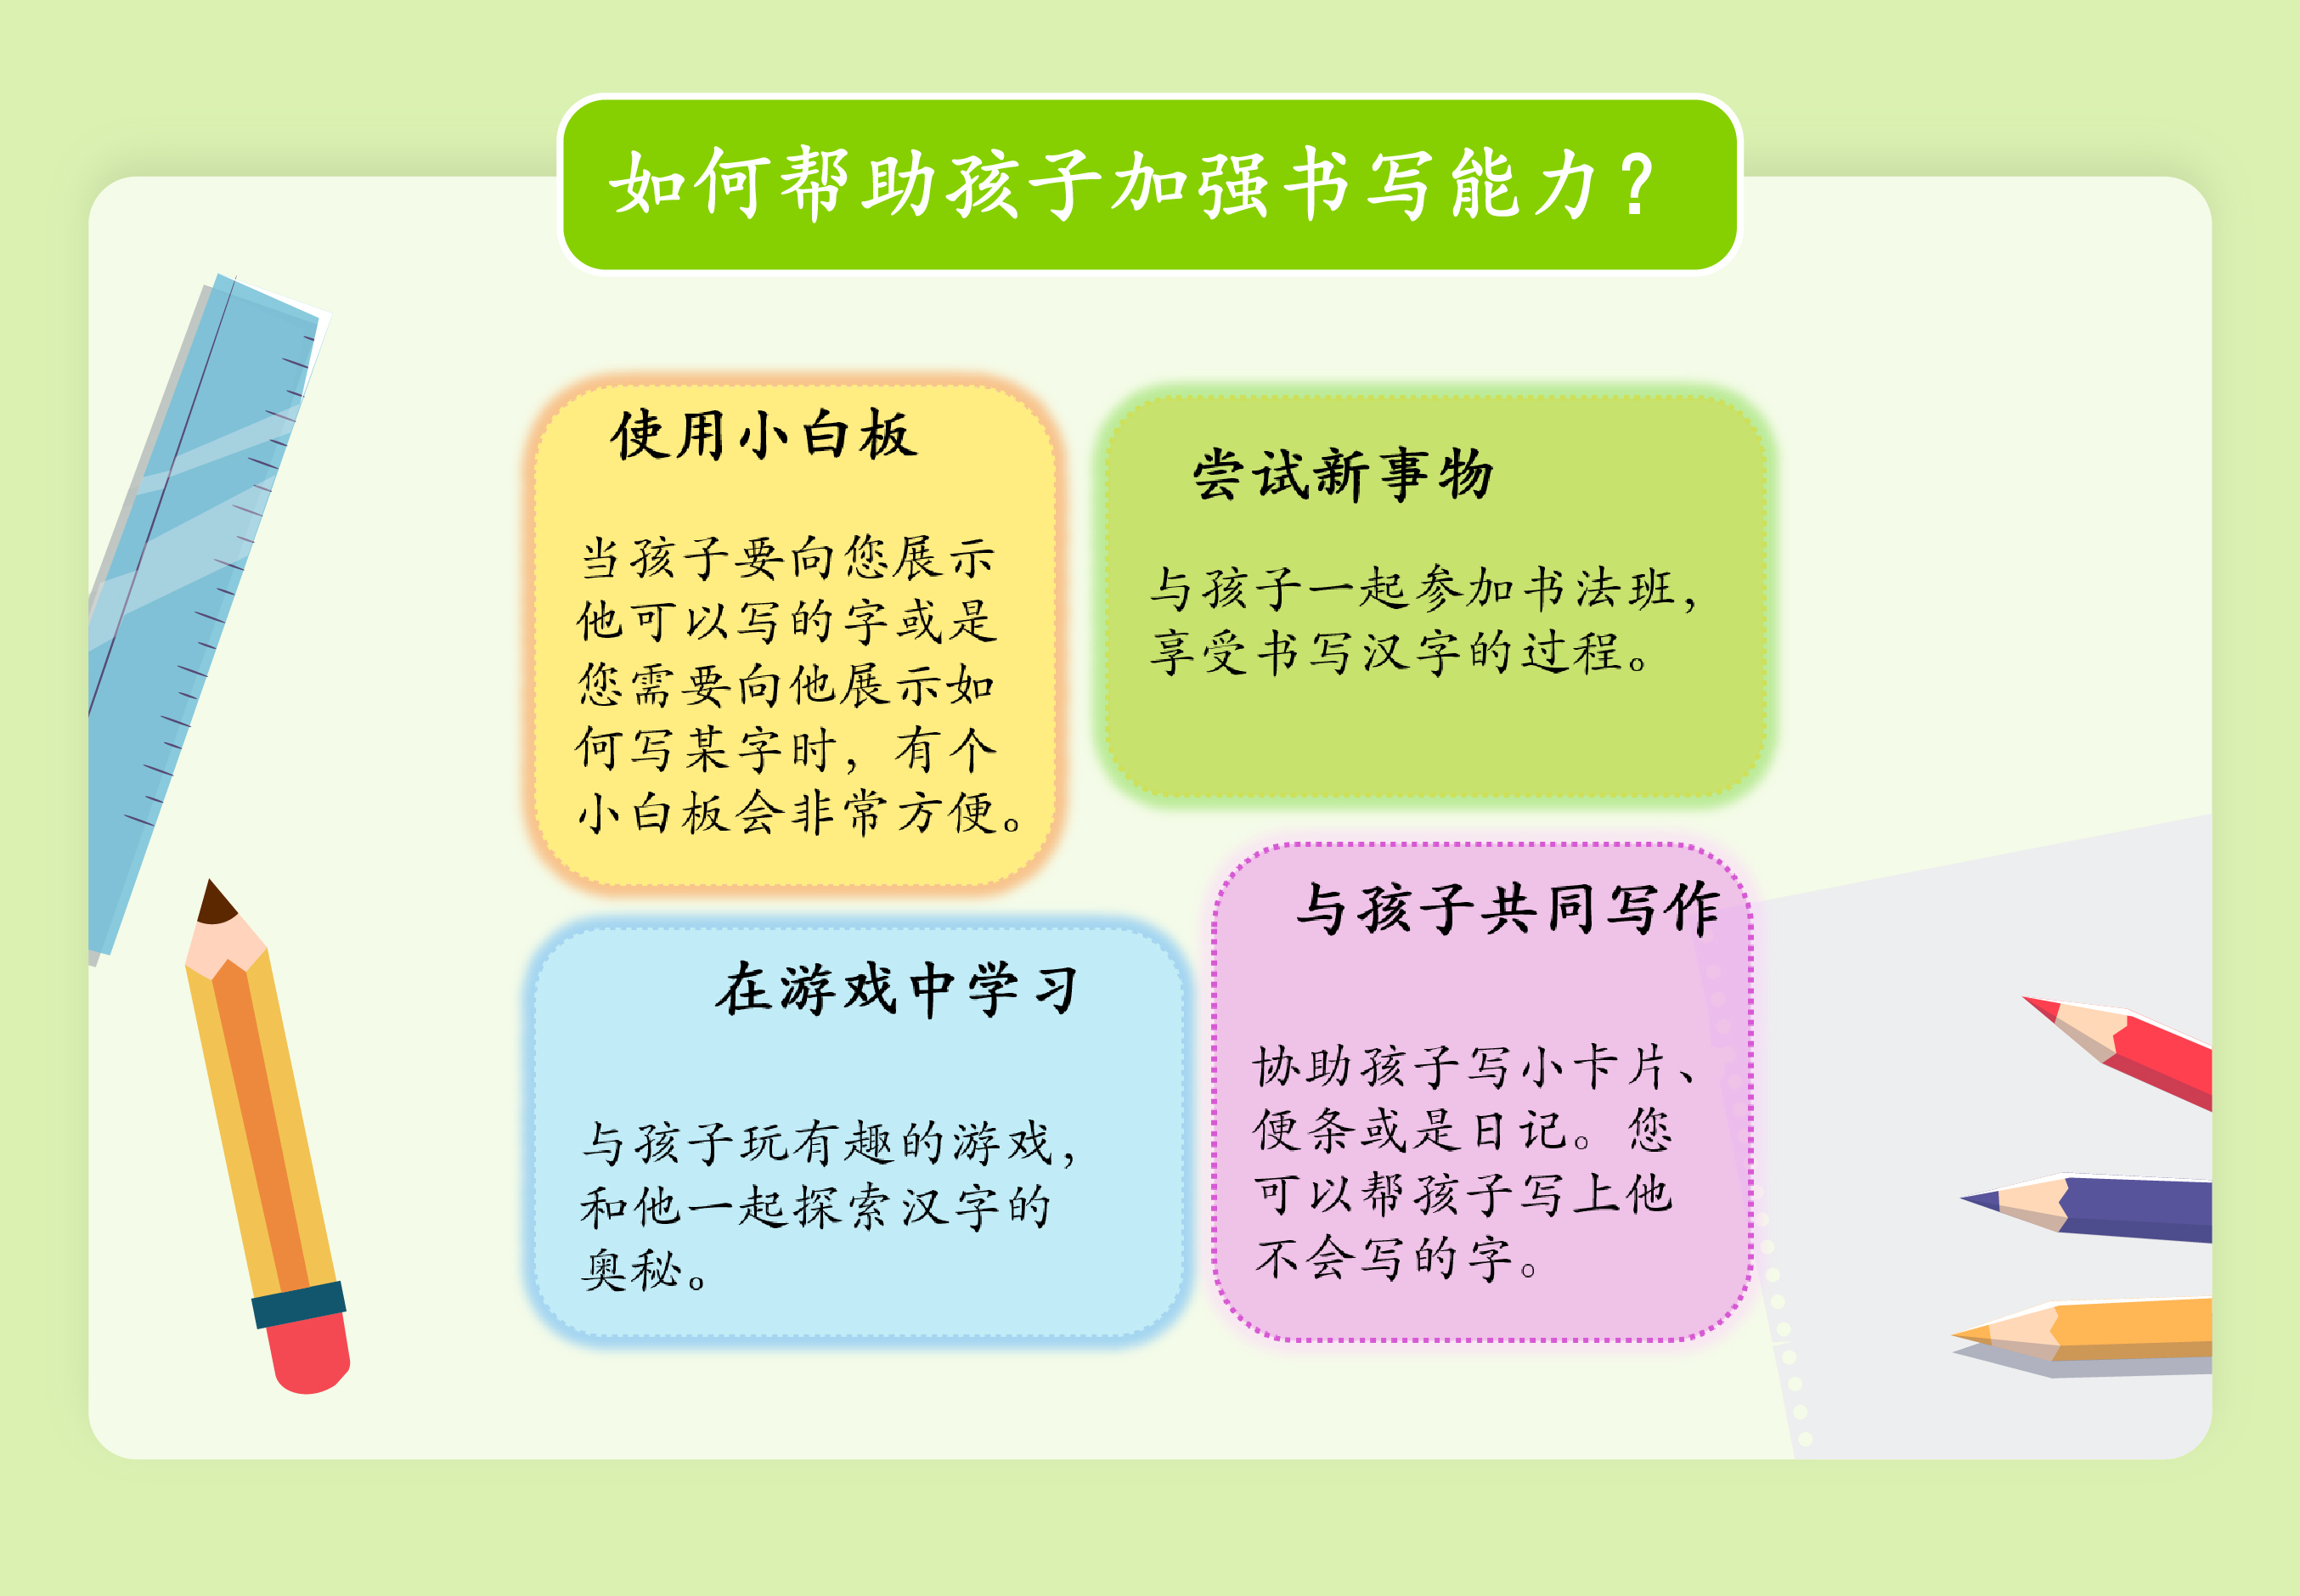 如何帮助孩子加强书写能力？
使用小白板
当孩子要向您展示
他可以写的字或是
您需要向他展示如
何写某字时，有个
小白板会非常方便。
尝试新事物
与孩子一起参加书法班，
享受书写汉字的过程。
在游戏中学习
与孩子玩有趣的游戏，
和他一起探索汉字的
奥秘。
与孩子共同写作
协助孩子写小卡片、
便条或是日记。您
可以帮孩子写上他
不会写的字。